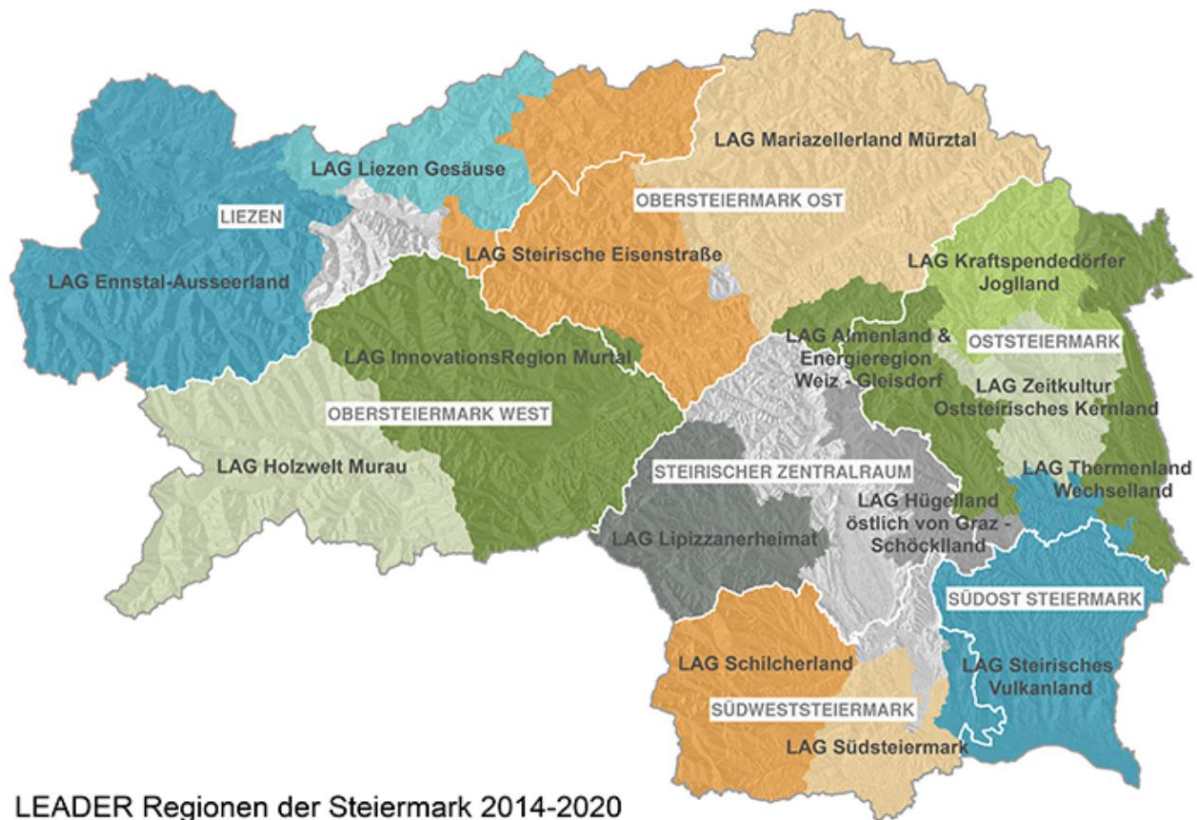 LAG Mariazellerland Mürztal
LAG Liezen Gesäuse
OBERSTEIERMARK OST
LIEZEN
LAG Steirische Eisenstraße
LAG Kraftspendedörfer
Joglland
LAG Ennstal-Ausseerland
LAG Almenland &
Energieregion
Weiz - Gleisdorf
OSTSTEIERMARK
LAG InnovationsRegion Murtal
LAG Zeitkultur
Oststeirisches Kernland
OBERSTEIERMARK WEST
LAG Holzwelt Murau
STEIRISCHER ZENTRALRAUM
LAG Thermenland
Wechselland
LAG Hügelland
östlich von Graz -
Schöcklland
LAG Lipizzanerheimat
SÜDOST STEIERMARK
LAG Schilcherland
LAG Steirisches
Vulkanland
SÜDWESTSTEIERMARK
LAG Südsteiermark
LEADER Regionen der Steiermark 2014-2020